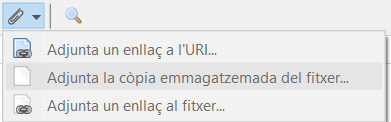 Adjunta un enllaç a l'URI...
Adjunta la còpia emmagatzemada del fitxer...
Adjunta un enllaç al fitxer...